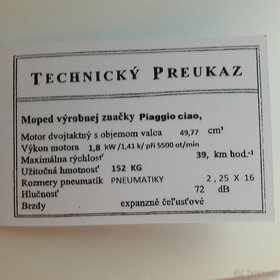 TECHNICKÝ PREUKAZ
Moped výrobnej značky Piaggio ciao,
Motor dvojtaktný s objemom valca 49,77 cm³
Výkon motora 1,8 kW /1,41 k/ při 5500 ot/min
Maximálna rýchlosť 39, km hod.⁻¹
Užitočná hmotnosť 152 KG
Rozmery pneumatík PNEUMATIKY 2,25 X 16
Hlučnosť 72 dB
Brzdy expanzné čeľusťové